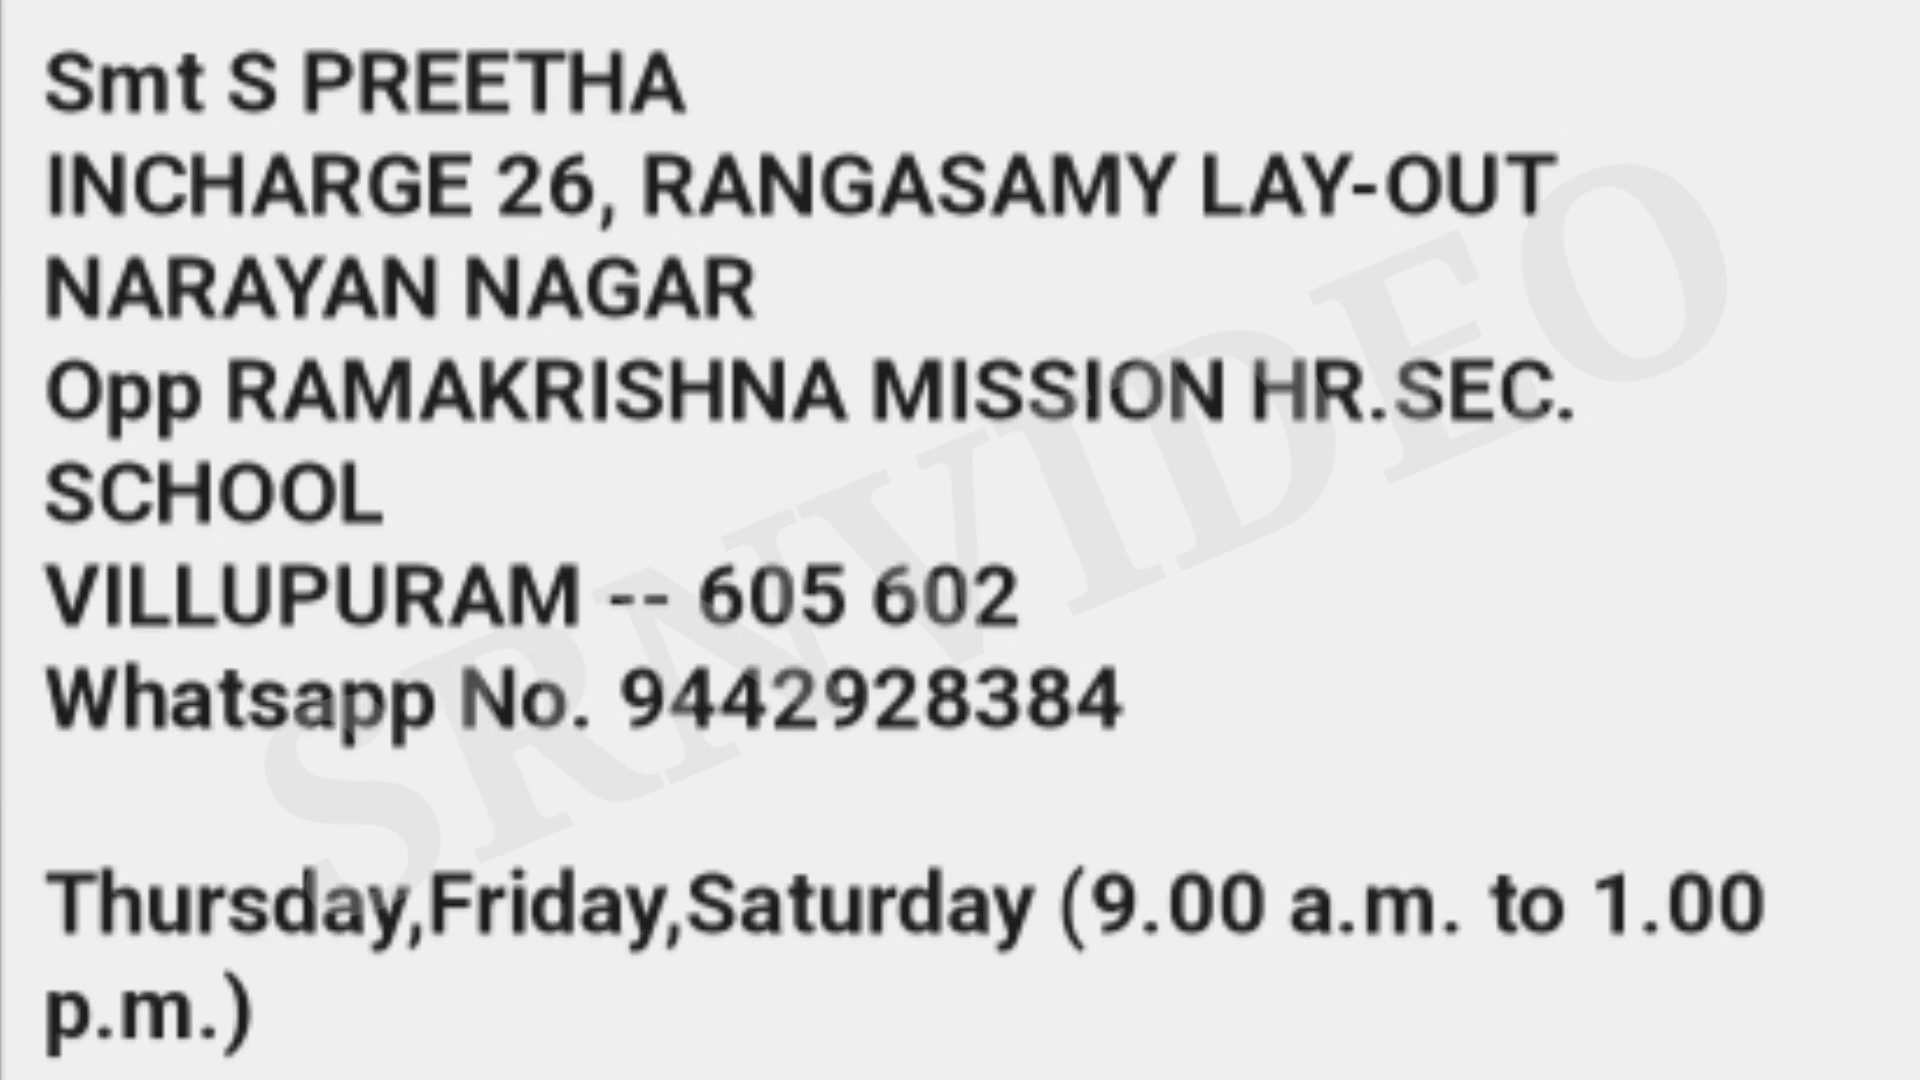 Smt S PREETHA
INCHARGE 26, RANGASAMY LAY-OUT
NARAYAN NAGAR
Opp RAMAKRISHNA MISSION HR.SEC.
SCHOOL
VILLUPURAM -- 605 602
Whatsapp No. 9442928384
Thursday,Friday,Saturday (9.00 a.m. to 1.00
p.m.)
SRNVIDEO